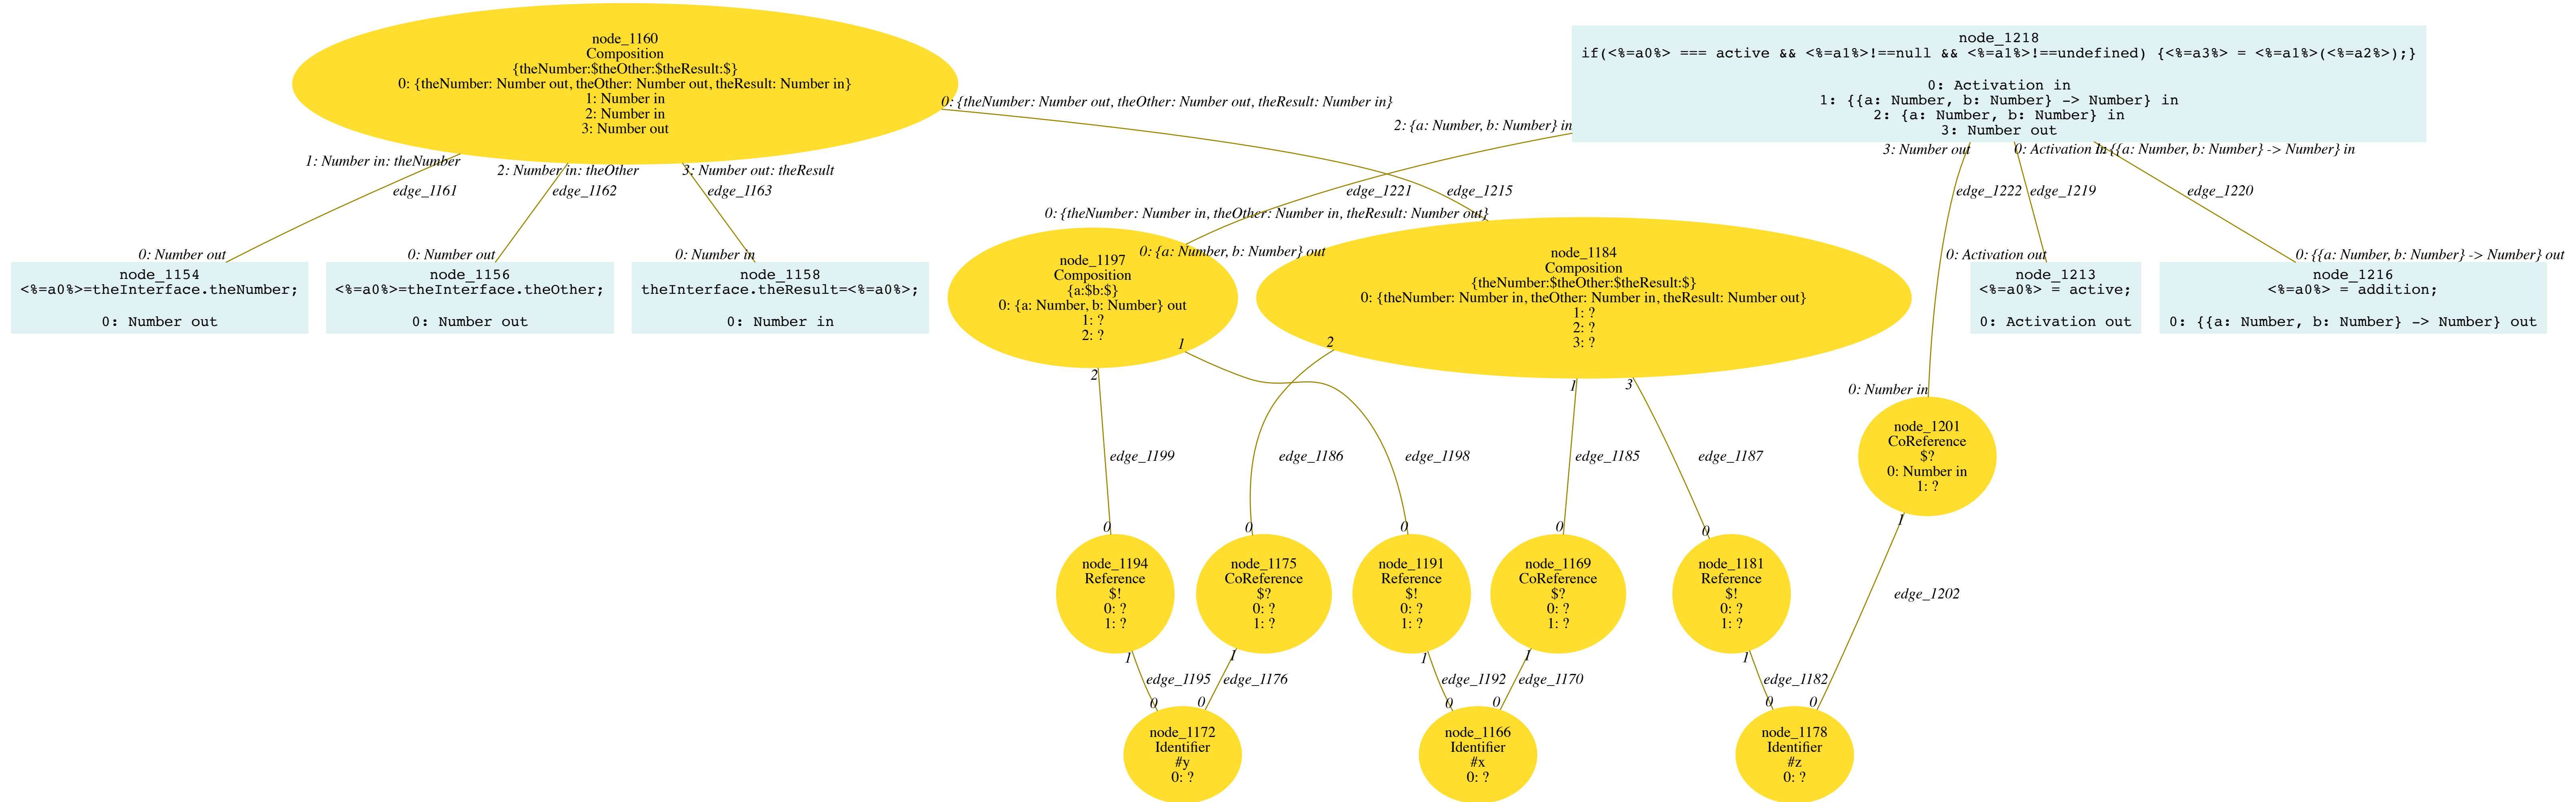 node_1160
Composition
{theNumber:$theOther:$theResult:$}
0: {theNumber: Number out, theOther: Number out, theResult: Number in}
1: Number in
2: Number in
3: Number out
node_1218
if(<%=a0%> === active && <%=a1%>!==null && <%=a1%>!==undefined) {<%=a3%> = <%=a1%>(<%=a2%>);}
0: Activation in
1: {{a: Number, b: Number} -> Number} in
2: {a: Number, b: Number} in
3: Number out
0: {theNumber: Number out, theOther: Number out, theResult: Number in}
2: {a: Number, b: Number} in
1: Number in: theNumber
2: Number in: theOther
3: Number out: theResult
3: Number out
0: Activation in
1: {{a: Number, b: Number} -> Number} in
edge_1161
edge_1162
edge_1163
edge_1221
edge_1215
edge_1222
edge_1219
edge_1220
0: {theNumber: Number in, theOther: Number in, theResult: Number out}
0: Number out
0: Number out
0: Number in
0: {a: Number, b: Number} out
0: Activation out
0: {{a: Number, b: Number} -> Number} out
node_1154
<%=a0%>=theInterface.theNumber;
0: Number out
node_1156
<%=a0%>=theInterface.theOther;
0: Number out
node_1158
theInterface.theResult=<%=a0%>;
0: Number in
node_1197
Composition
{a:$b:$}
0: {a: Number, b: Number} out
1: ?
2: ?
node_1184
Composition
{theNumber:$theOther:$theResult:$}
0: {theNumber: Number in, theOther: Number in, theResult: Number out}
1: ?
2: ?
3: ?
node_1213
<%=a0%> = active;
0: Activation out
node_1216
<%=a0%> = addition;
0: {{a: Number, b: Number} -> Number} out
1
2
2
1
3
0: Number in
node_1201
CoReference
$?
0: Number in
1: ?
edge_1199
edge_1186
edge_1198
edge_1185
edge_1187
0
0
0
0
0
1
node_1194
Reference
$!
0: ?
1: ?
node_1175
CoReference
$?
0: ?
1: ?
node_1191
Reference
$!
0: ?
1: ?
node_1169
CoReference
$?
0: ?
1: ?
node_1181
Reference
$!
0: ?
1: ?
edge_1202
1
1
1
1
1
edge_1195
edge_1176
edge_1192
edge_1170
edge_1182
0
0
0
0
0
0
node_1172
Identifier
#y
0: ?
node_1166
Identifier
#x
0: ?
node_1178
Identifier
#z
0: ?